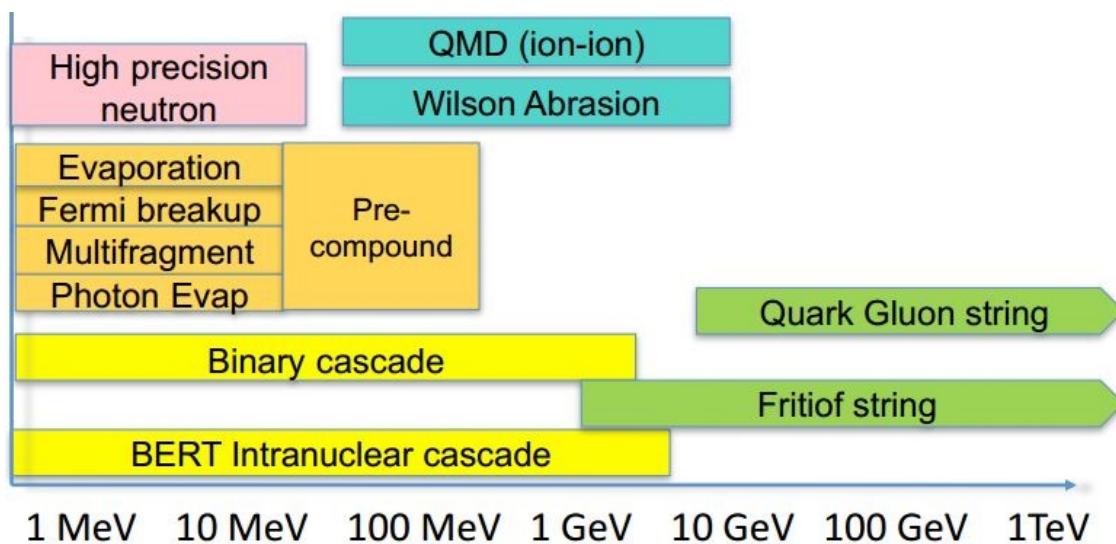 QMD (ion-ion)
High precision
neutron
Wilson Abrasion
Evaporation
Fermi breakup
Multifragment
Photon Evap
Pre-
compound
Quark Gluon string
Binary cascade
Fritiof string
BERT Intranuclear cascade
1 MeV 10 MeV 100 MeV 1 GeV 10 GeV 100 GeV 1TeV